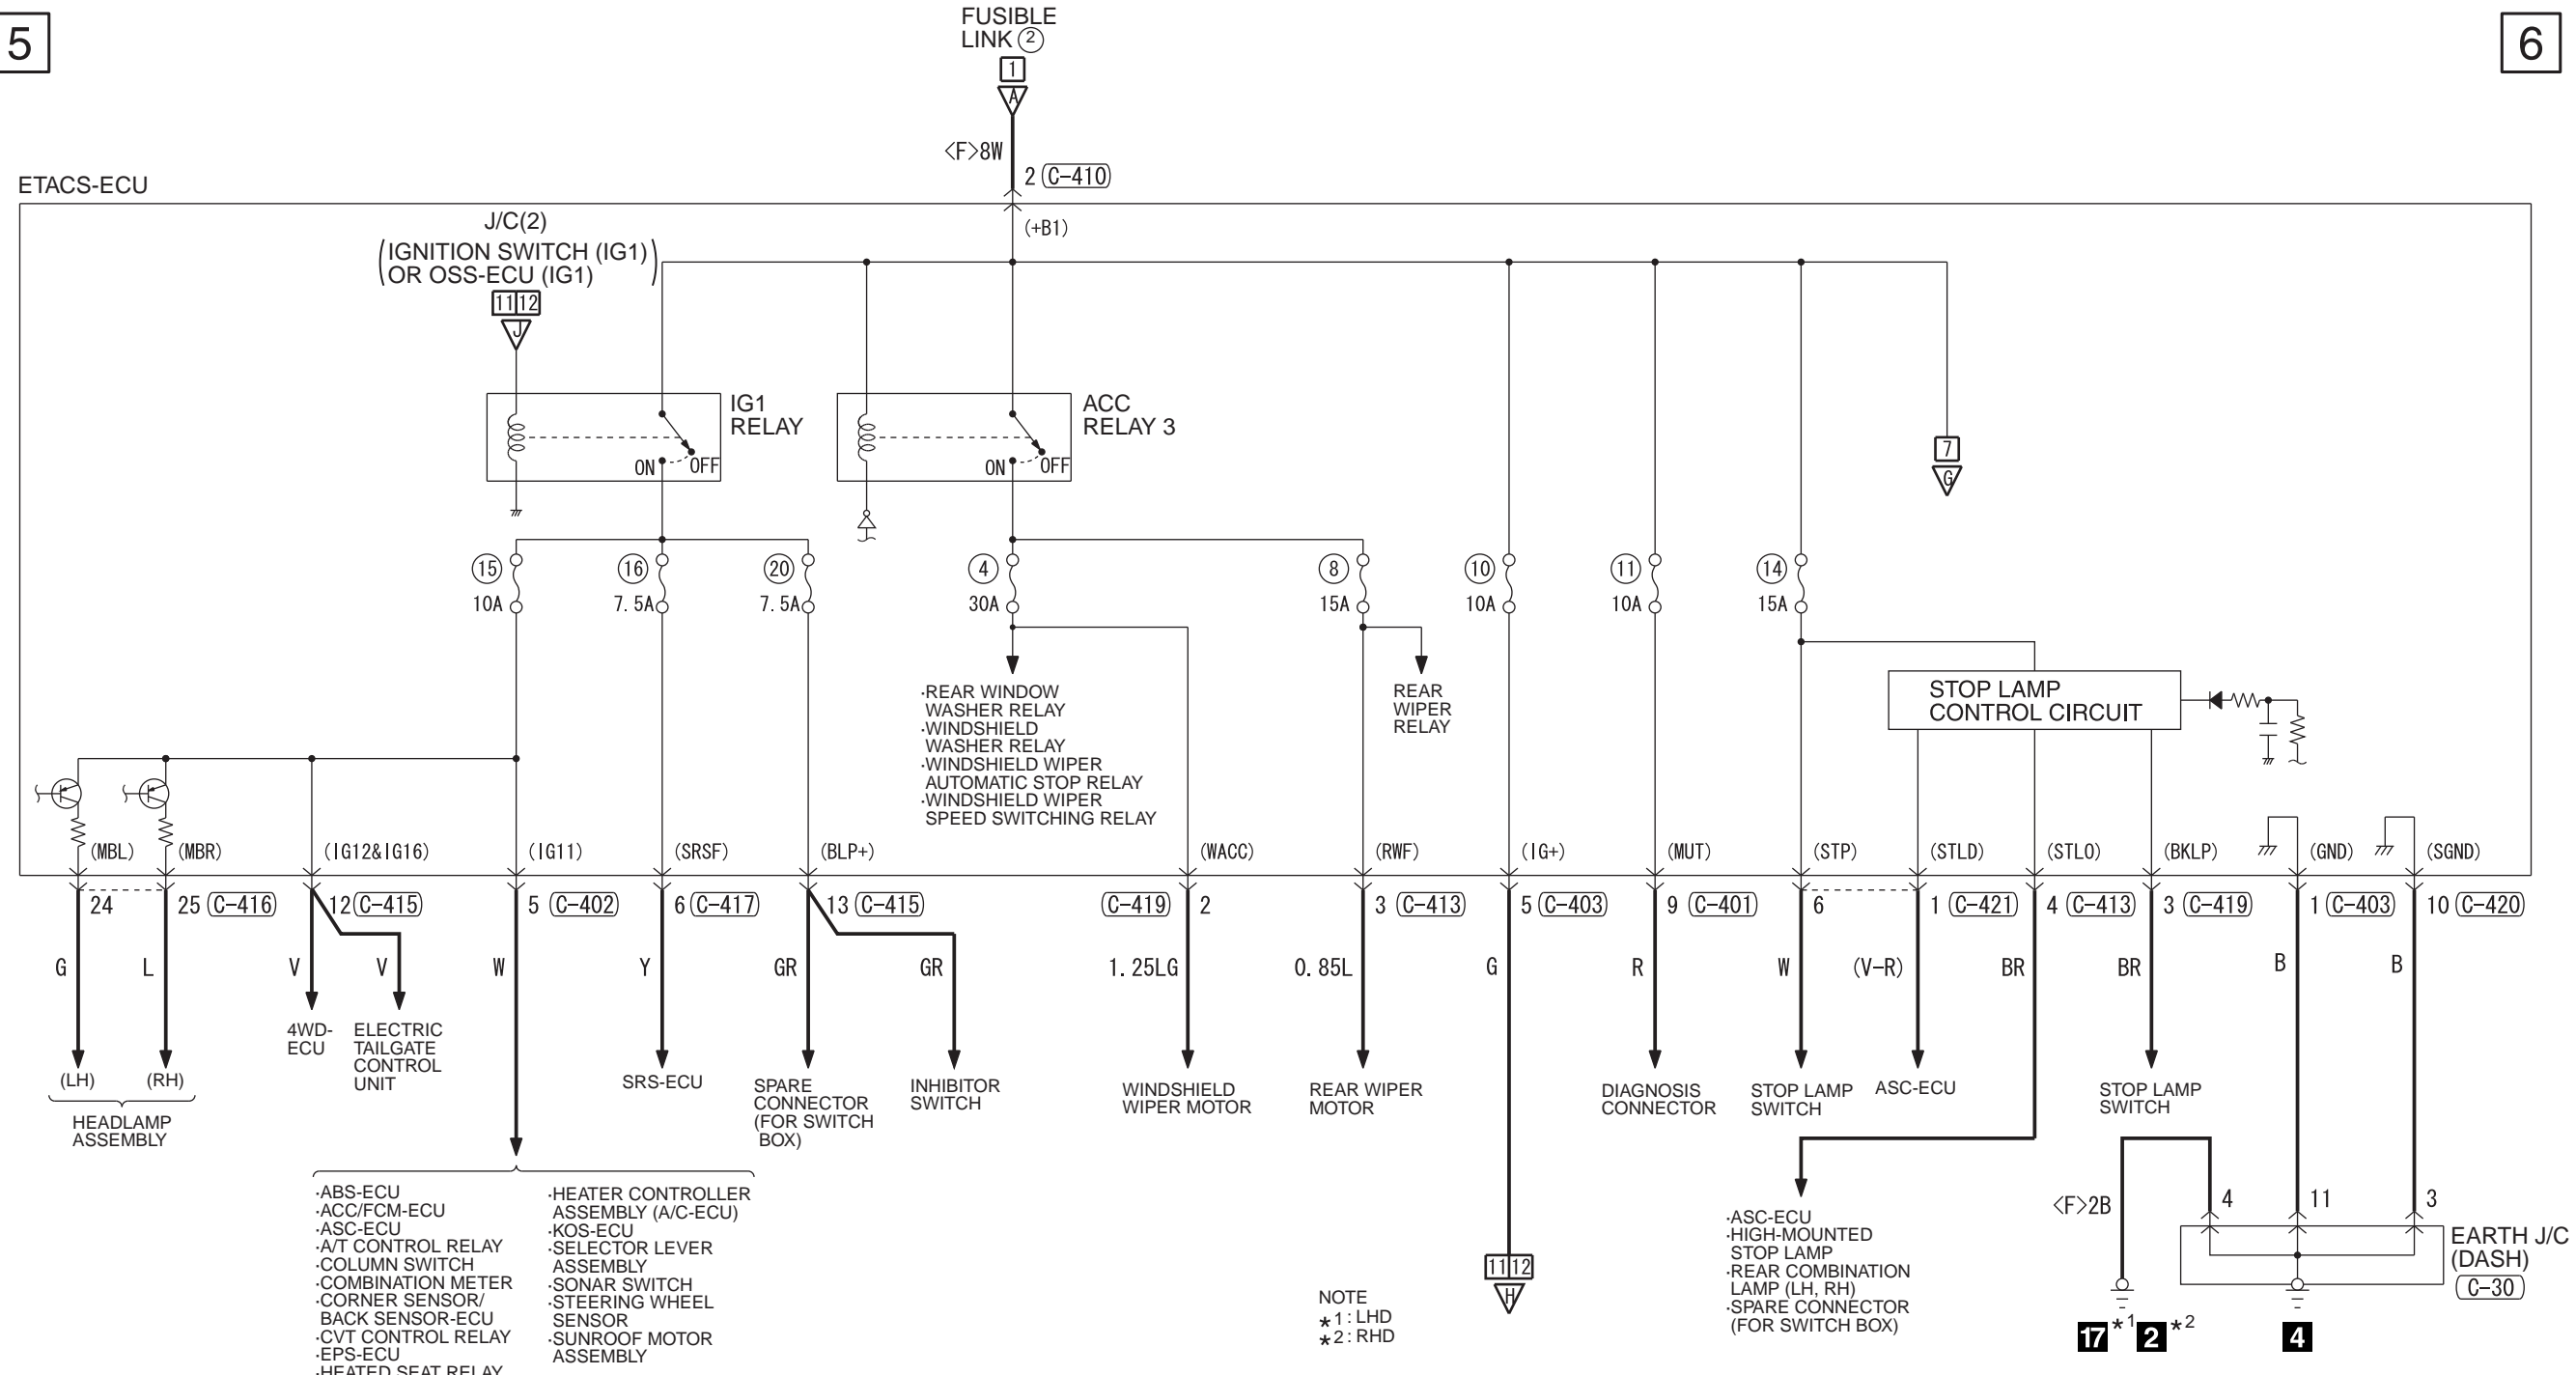 5
6
FUSIBLE
LINK ②
1
A
<F>8W
2 (C-410)
ETACS-ECU
(+B1)
J/C(2)
(IGNITION SWITCH (IG1)
OR OSS-ECU (IG1))
11 12
J
IG1
RELAY
ON
OFF
ACC
RELAY 3
ON
OFF
7
G
15
10A
16
7.5A
20
7.5A
4
30A
8
15A
10
10A
11
10A
14
15A
·REAR WINDOW
WASHER RELAY
·WINDSHIELD
WASHER RELAY
·WINDSHIELD WIPER
AUTOMATIC STOP RELAY
·WINDSHIELD WIPER
SPEED SWITCHING RELAY
REAR
WIPER
RELAY
STOP LAMP
CONTROL CIRCUIT
(MBL)
(MBR)
(IG12&IG16)
(IG11)
(SRSF)
(BLP+)
(WACC)
(RWF)
(IG+)
(MUT)
(STP)
(STLD)
(STLO)
(BKLP)
(GND)
(SGND)
24
25 (C-416)
12 (C-415)
5 (C-402)
6 (C-417)
13 (C-415)
(C-419) 2
3 (C-413)
5 (C-403)
9 (C-401)
6
1 (C-421)
4 (C-413)
3 (C-419)
1 (C-403)
10 (C-420)
G
L
V
V
W
Y
GR
GR
1.25LG
0.85L
G
R
W
(V-R)
BR
BR
B
B
(LH)
(RH)
HEADLAMP
ASSEMBLY
4WD-
ECU
ELECTRIC
TAILGATE
CONTROL
UNIT
SRS-ECU
SPARE
CONNECTOR
(FOR SWITCH
BOX)
INHIBITOR
SWITCH
WINDSHIELD
WIPER MOTOR
REAR WIPER
MOTOR
DIAGNOSIS
CONNECTOR
STOP LAMP
SWITCH
ASC-ECU
STOP LAMP
SWITCH
·ABS-ECU
·ACC/FCM-ECU
·ASC-ECU
·A/T CONTROL RELAY
·COLUMN SWITCH
·COMBINATION METER
·CORNER SENSOR/
BACK SENSOR-ECU
·CVT CONTROL RELAY
·EPS-ECU
·HEATED SEAT RELAY
·HEATER CONTROLLER
ASSEMBLY (A/C-ECU)
·KOS-ECU
·SELECTOR LEVER
ASSEMBLY
·SONAR SWITCH
·STEERING WHEEL
SENSOR
·SUNROOF MOTOR
ASSEMBLY
11 12
H
NOTE
*1: LHD
*2: RHD
·ASC-ECU
·HIGH-MOUNTED
STOP LAMP
·REAR COMBINATION
LAMP (LH, RH)
·SPARE CONNECTOR
(FOR SWITCH BOX)
<F>2B
4
11
3
EARTH J/C
(DASH)
(C-30)
17 *1 2 *2
4